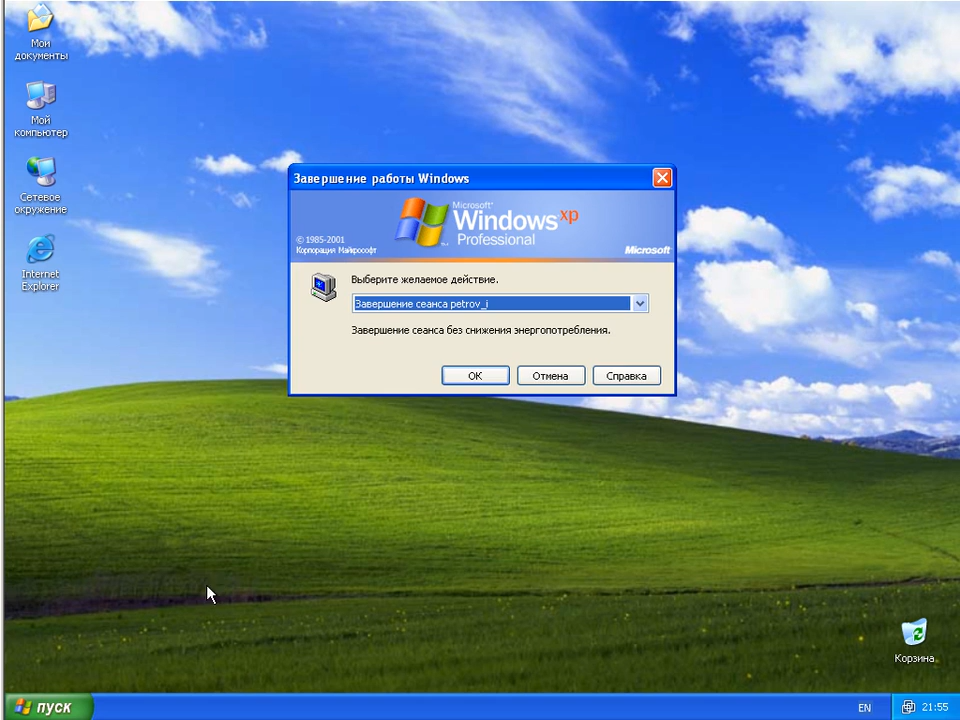 Мои
документы
Мой
компьютер
Сетевое
окружение
Internet
Explorer
Завершение работы Windows
Microsoft®
Windows xp
Professional
© 1985-2001
Корпорация Майкрософт
Microsoft
Выберите желаемое действие.
Завершение сеанса petrov_i
Завершение сеанса без снижения энергопотребления.
ОК
Отмена
Справка
Корзина
пуск
EN
21:55